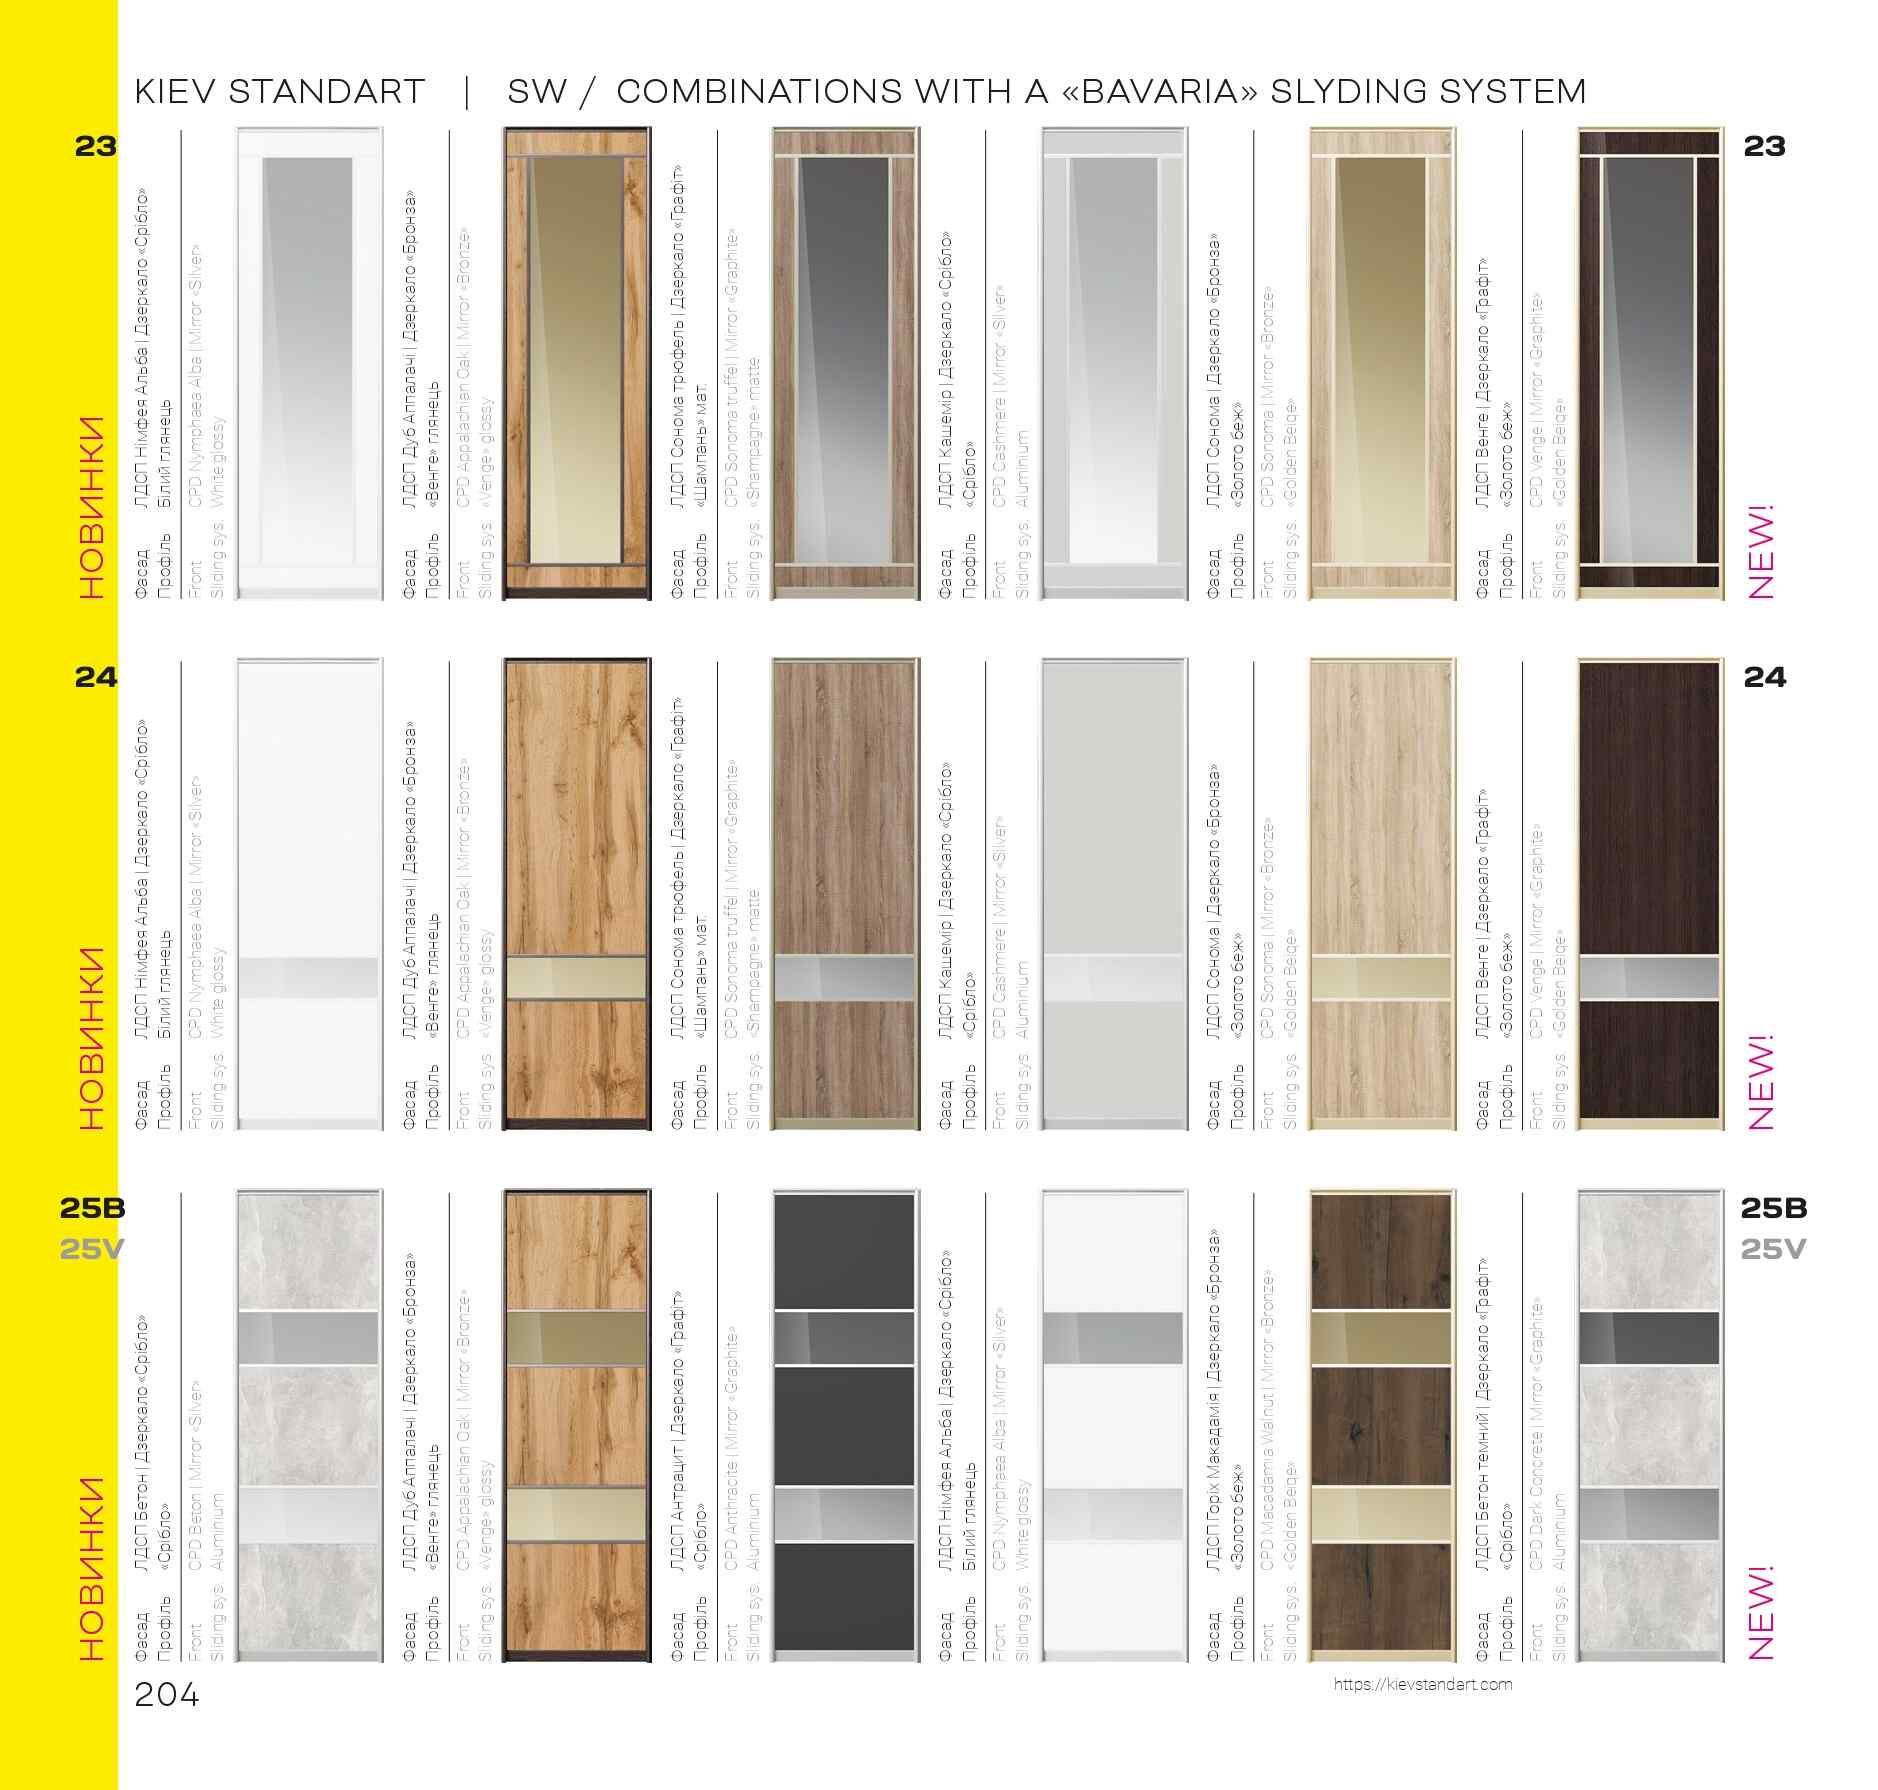 KIEV STANDART | SW / COMBINATIONS WITH A «BAVARIA» SLYDING SYSTEM
23
НОВИНКИ
Фасад ЛДСП Німфея Альба | Дзеркало «Срібло»
Профіль Білий глянець
Front CPD Nymphaea Alba | Mirror «Silver»
Sliding sys. White glossy
Фасад ЛДСП Дуб Аппалачі | Дзеркало «Бронза»
Профіль «Венге» глянець
Front CPD Appalachian Oak | Mirror «Bronze»
Sliding sys. «Venge» glossy
Фасад ЛДСП Сонома трюфель | Дзеркало «Графіт»
Профіль «Шампань» мат.
Front CPD Sonoma truffel | Mirror «Graphite»
Sliding sys. «Shampagne» matte
Фасад ЛДСП Кашемір | Дзеркало «Срібло»
Профіль «Срібло»
Front CPD Cashmere | Mirror «Silver»
Sliding sys. Aluminium
Фасад ЛДСП Сонома | Дзеркало «Бронза»
Профіль «Золото беж»
Front CPD Sonoma | Mirror «Bronze»
Sliding sys. «Golden Beige»
Фасад ЛДСП Венге | Дзеркало «Графіт»
Профіль «Золото беж»
Front CPD Venge | Mirror «Graphite»
Sliding sys. «Golden Beige»
23
NEW!
24
НОВИНКИ
Фасад ЛДСП Німфея Альба | Дзеркало «Срібло»
Профіль Білий глянець
Front CPD Nymphaea Alba | Mirror «Silver»
Sliding sys. White glossy
Фасад ЛДСП Дуб Аппалачі | Дзеркало «Бронза»
Профіль «Венге» глянець
Front CPD Appalachian Oak | Mirror «Bronze»
Sliding sys. «Venge» glossy
Фасад ЛДСП Сонома трюфель | Дзеркало «Графіт»
Профіль «Шампань» мат.
Front CPD Sonoma truffel | Mirror «Graphite»
Sliding sys. «Shampagne» matte
Фасад ЛДСП Кашемір | Дзеркало «Срібло»
Профіль «Срібло»
Front CPD Cashmere | Mirror «Silver»
Sliding sys. Aluminium
Фасад ЛДСП Сонома | Дзеркало «Бронза»
Профіль «Золото беж»
Front CPD Sonoma | Mirror «Bronze»
Sliding sys. «Golden Beige»
Фасад ЛДСП Венге | Дзеркало «Графіт»
Профіль «Золото беж»
Front CPD Venge | Mirror «Graphite»
Sliding sys. «Golden Beige»
24
NEW!
25B
25V
НОВИНКИ
Фасад ЛДСП Бетон | Дзеркало «Срібло»
Профіль «Срібло»
Front CPD Beton | Mirror «Silver»
Sliding sys. Aluminium
Фасад ЛДСП Дуб Аппалачі | Дзеркало «Бронза»
Профіль «Венге» глянець
Front CPD Appalachian Oak | Mirror «Bronze»
Sliding sys. «Venge» glossy
Фасад ЛДСП Антрацит | Дзеркало «Графіт»
Профіль «Срібло»
Front CPD Anthracite | Mirror «Graphite»
Sliding sys. Aluminium
Фасад ЛДСП Німфея Альба | Дзеркало «Срібло»
Профіль Білий глянець
Front CPD Nymphaea Alba | Mirror «Silver»
Sliding sys. White glossy
Фасад ЛДСП Горіх Макадамія | Дзеркало «Бронза»
Профіль «Золото беж»
Front CPD Macadamia Walnut | Mirror «Bronze»
Sliding sys. «Golden Beige»
Фасад ЛДСП Бетон темний | Дзеркало «Графіт»
Профіль «Срібло»
Front CPD Dark Concrete | Mirror «Graphite»
Sliding sys. Aluminium
25B
25V
NEW!
204
https://kievstandart.com